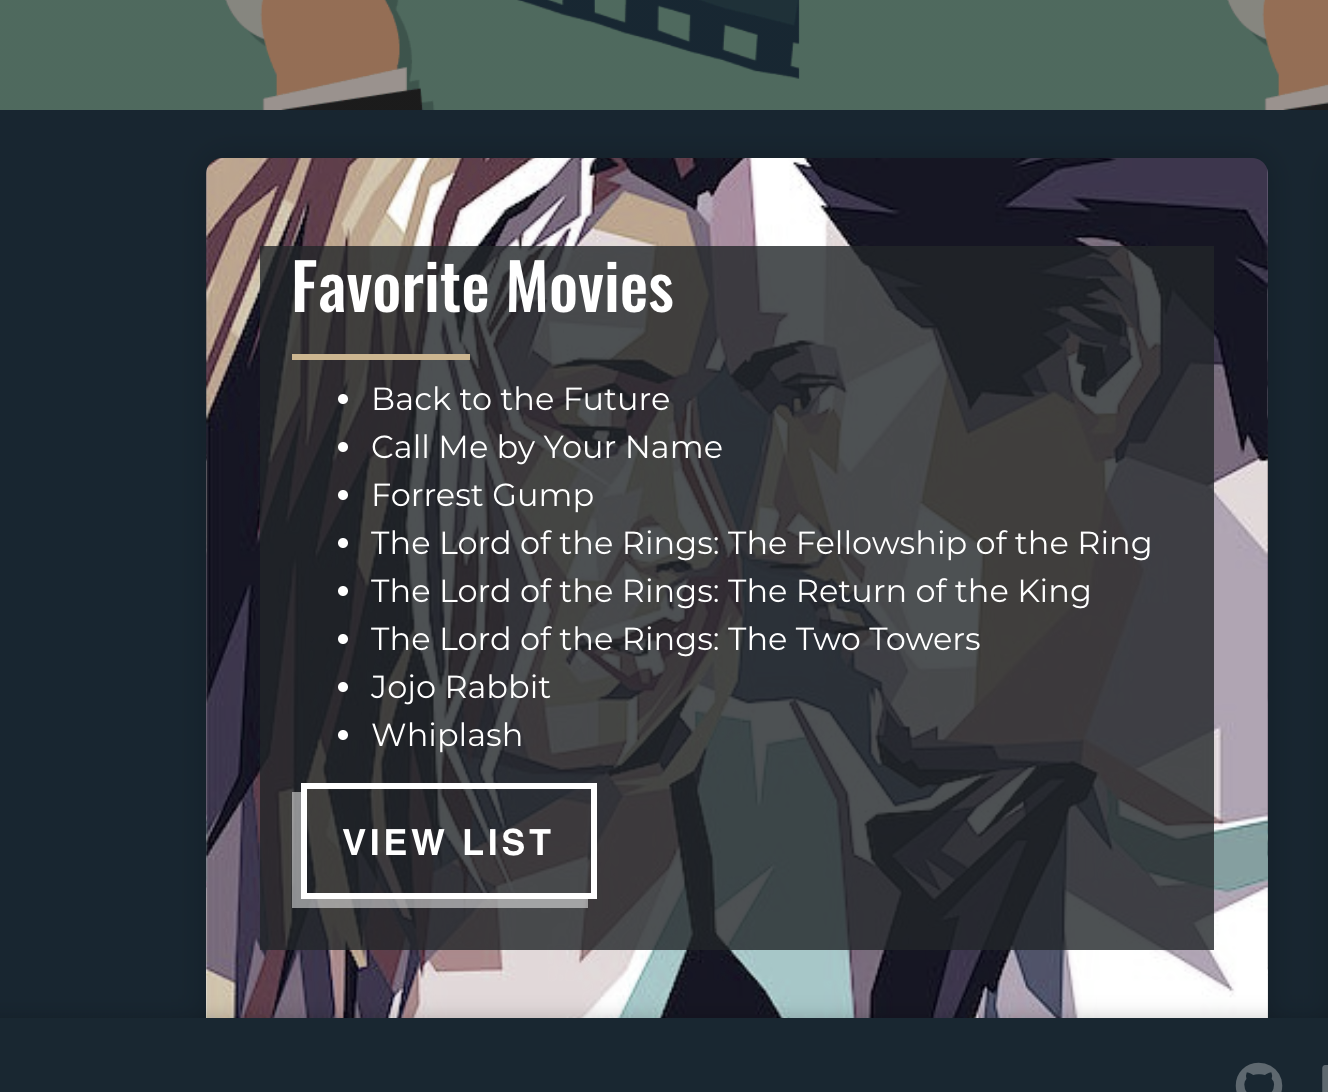 Favorite Movies
Back to the Future
Call Me by Your Name
Forrest Gump
The Lord of the Rings: The Fellowship of the Ring
The Lord of the Rings: The Return of the King
The Lord of the Rings: The Two Towers
Jojo Rabbit
Whiplash
VIEW LIST